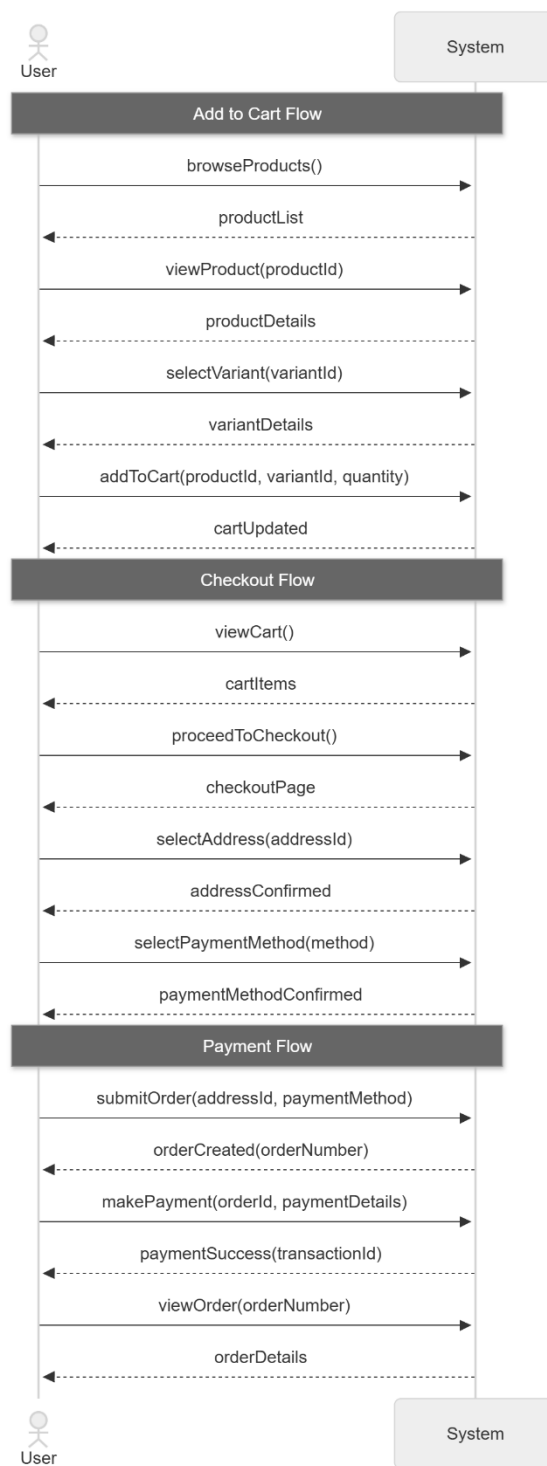 User
System
Add to Cart Flow
browseProducts()
productList
viewProduct(productId)
productDetails
selectVariant(variantId)
variantDetails
addToCart(productId, variantId, quantity)
cartUpdated
Checkout Flow
viewCart()
cartItems
proceedToCheckout()
checkoutPage
selectAddress(addressId)
addressConfirmed
selectPaymentMethod(method)
paymentMethodConfirmed
Payment Flow
submitOrder(addressId, paymentMethod)
orderCreated(orderNumber)
makePayment(orderId, paymentDetails)
paymentSuccess(transactionId)
viewOrder(orderNumber)
orderDetails
User
System